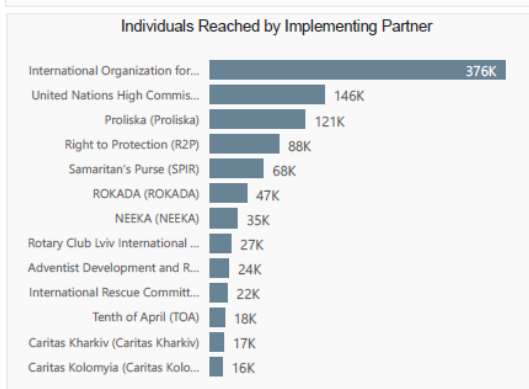 Individuals Reached by Implementing Partner
International Organization for... 376K
United Nations High Commis... 146K
Proliska (Proliska) 121K
Right to Protection (R2P) 88K
Samaritan's Purse (SPIR) 68K
ROKADA (ROKADA) 47K
NEEKA (NEEKA) 35K
Rotary Club Lviv International ... 27K
Adventist Development and R... 24K
International Rescue Committ... 22K
Tenth of April (TOA) 18K
Caritas Kharkiv (Caritas Kharkiv) 17K
Caritas Kolomyia (Caritas Kolo... 16K